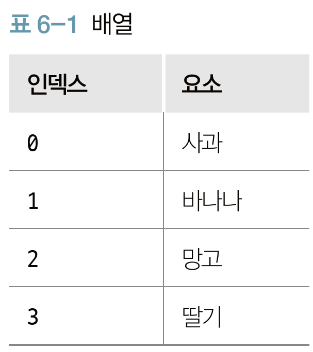 표 6-1 배열
인덱스 요소
0 사과
1 바나나
2 망고
3 딸기